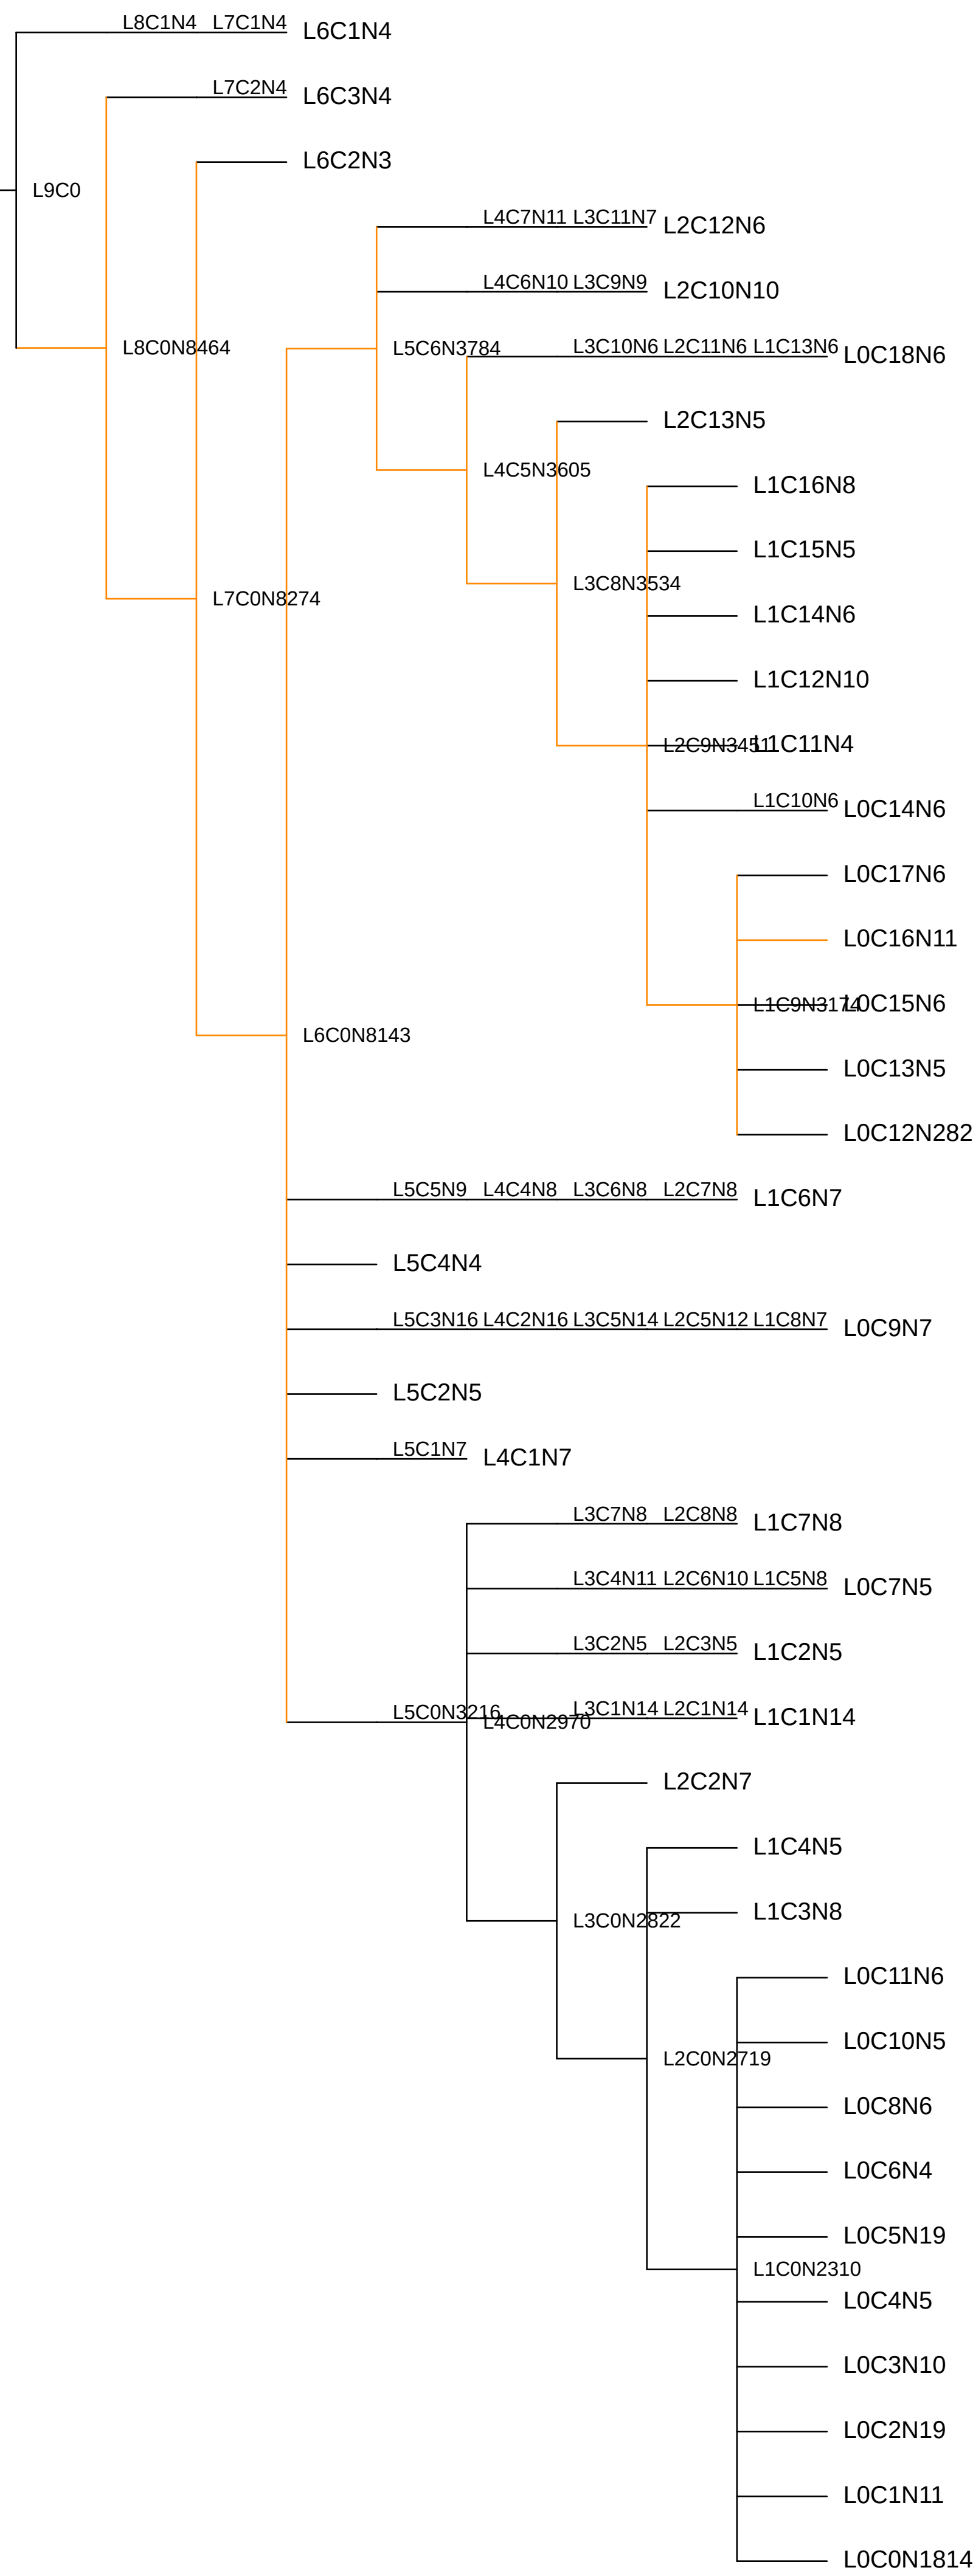 L8C1N4 L7C1N4 L6C1N4
L7C2N4 L6C3N4
L6C2N3
L9C0
L4C7N11 L3C11N7 L2C12N6
L4C6N10 L3C9N9 L2C10N10
L8C0N8464 L5C6N3784 L3C10N6 L2C11N6 L1C13N6 L0C18N6
L2C13N5
L4C5N3605
L1C16N8
L1C15N5
L3C8N3534
L7C0N8274 L1C14N6
L1C12N10
L2C9N3451 L1C11N4
L1C10N6 L0C14N6
L0C17N6
L0C16N11
L1C9N3174 L0C15N6
L6C0N8143
L0C13N5
L0C12N282
L5C5N9 L4C4N8 L3C6N8 L2C7N8 L1C6N7
L5C4N4
L5C3N16 L4C2N16 L3C5N14 L2C5N12 L1C8N7 L0C9N7
L5C2N5
L5C1N7 L4C1N7
L3C7N8 L2C8N8 L1C7N8
L3C4N11 L2C6N10 L1C5N8 L0C7N5
L3C2N5 L2C3N5 L1C2N5
L5C0N3216 L4C0N2970 L3C1N14 L2C1N14 L1C1N14
L2C2N7
L1C4N5
L3C0N2822 L1C3N8
L0C11N6
L0C10N5
L2C0N2719
L0C8N6
L0C6N4
L0C5N19
L1C0N2310
L0C4N5
L0C3N10
L0C2N19
L0C1N11
L0C0N1814